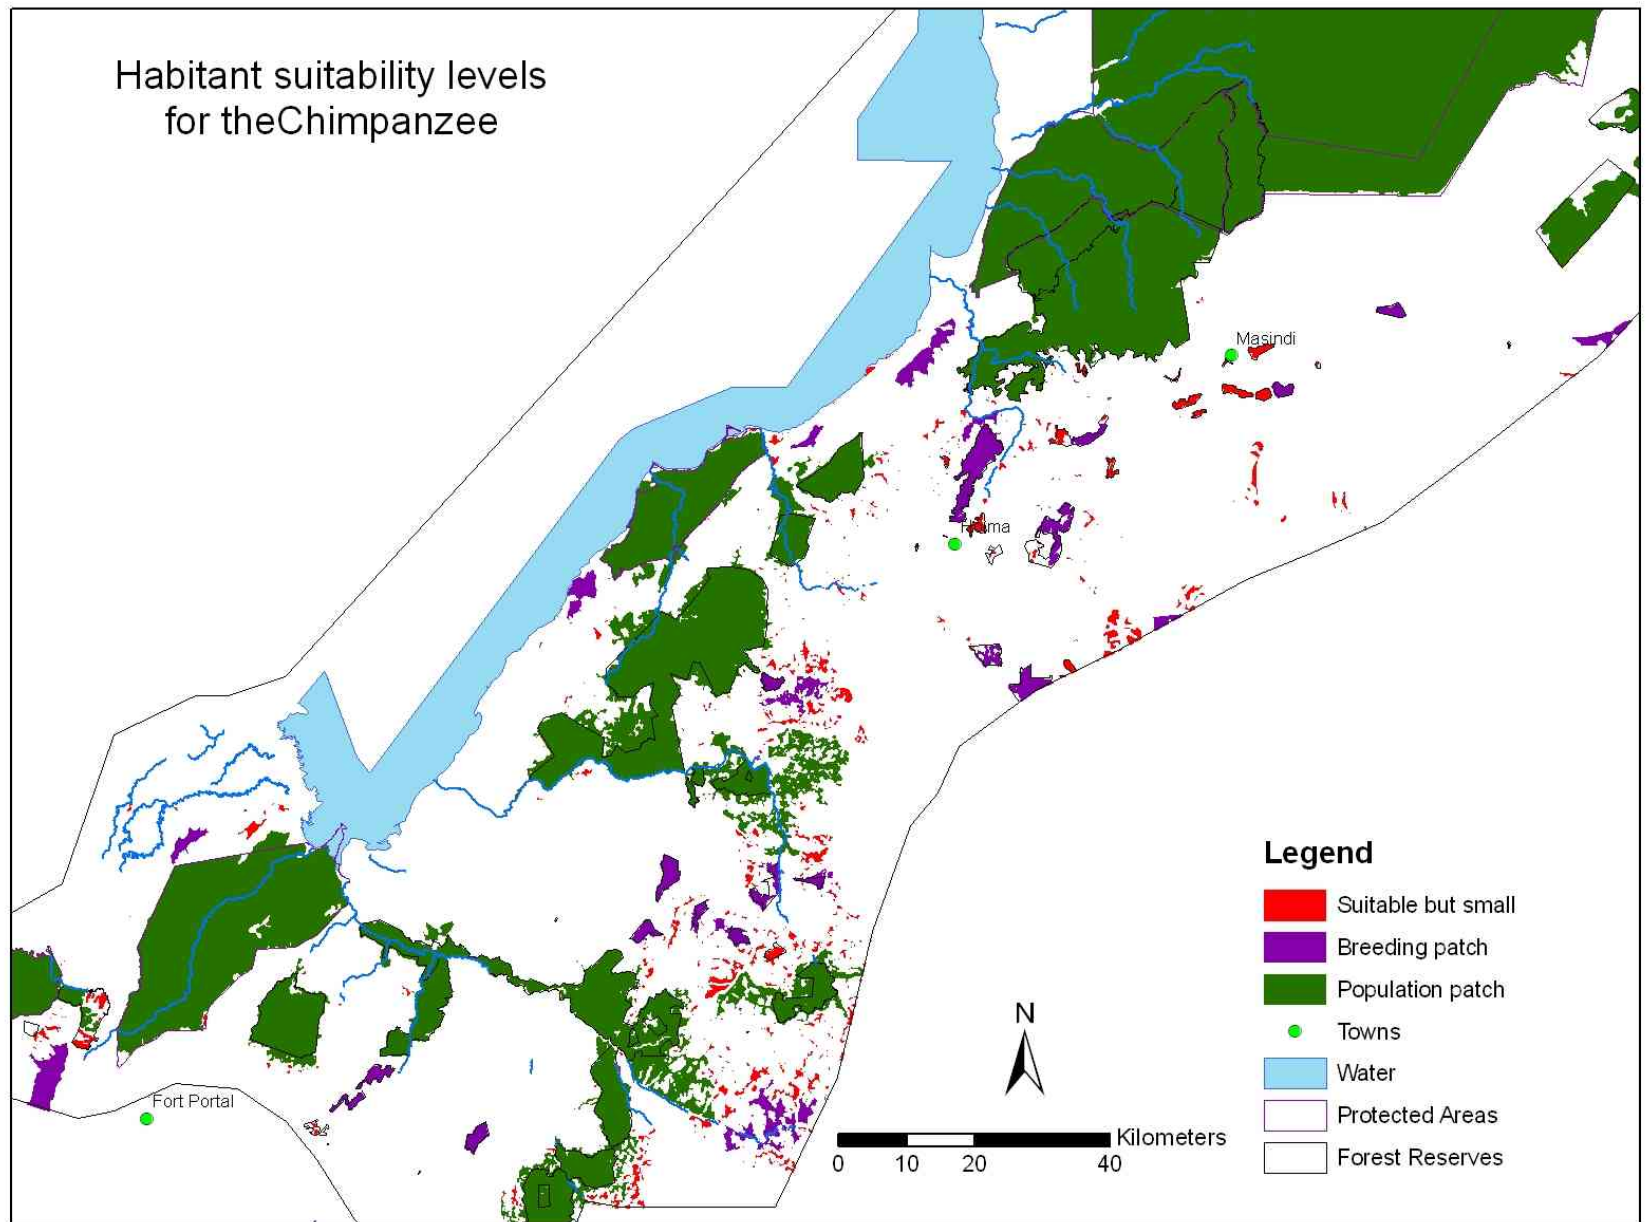 Habitant suitability levels
for theChimpanzee
Masindi
Fort Portal
Legend
Suitable but small
Breeding patch
Population patch
Towns
Water
Protected Areas
Forest Reserves
N
Kilometers
0 10 20 40